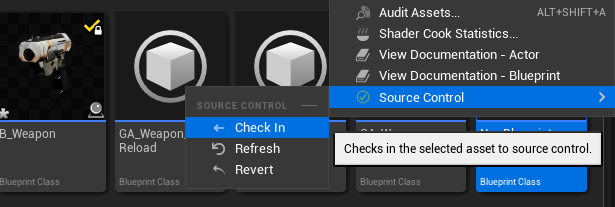 Audit Assets... ALT+SHIFT+A
Shader Cook Statistics...
View Documentation - Actor
View Documentation - Blueprint
Source Control
SOURCE CONTROL
Check In
Refresh
Revert
Checks in the selected asset to source control.
B_Weapon
GA_Weapon_
Reload
Blueprint Class
Blueprint Class
Blueprint Class
Blueprint Class